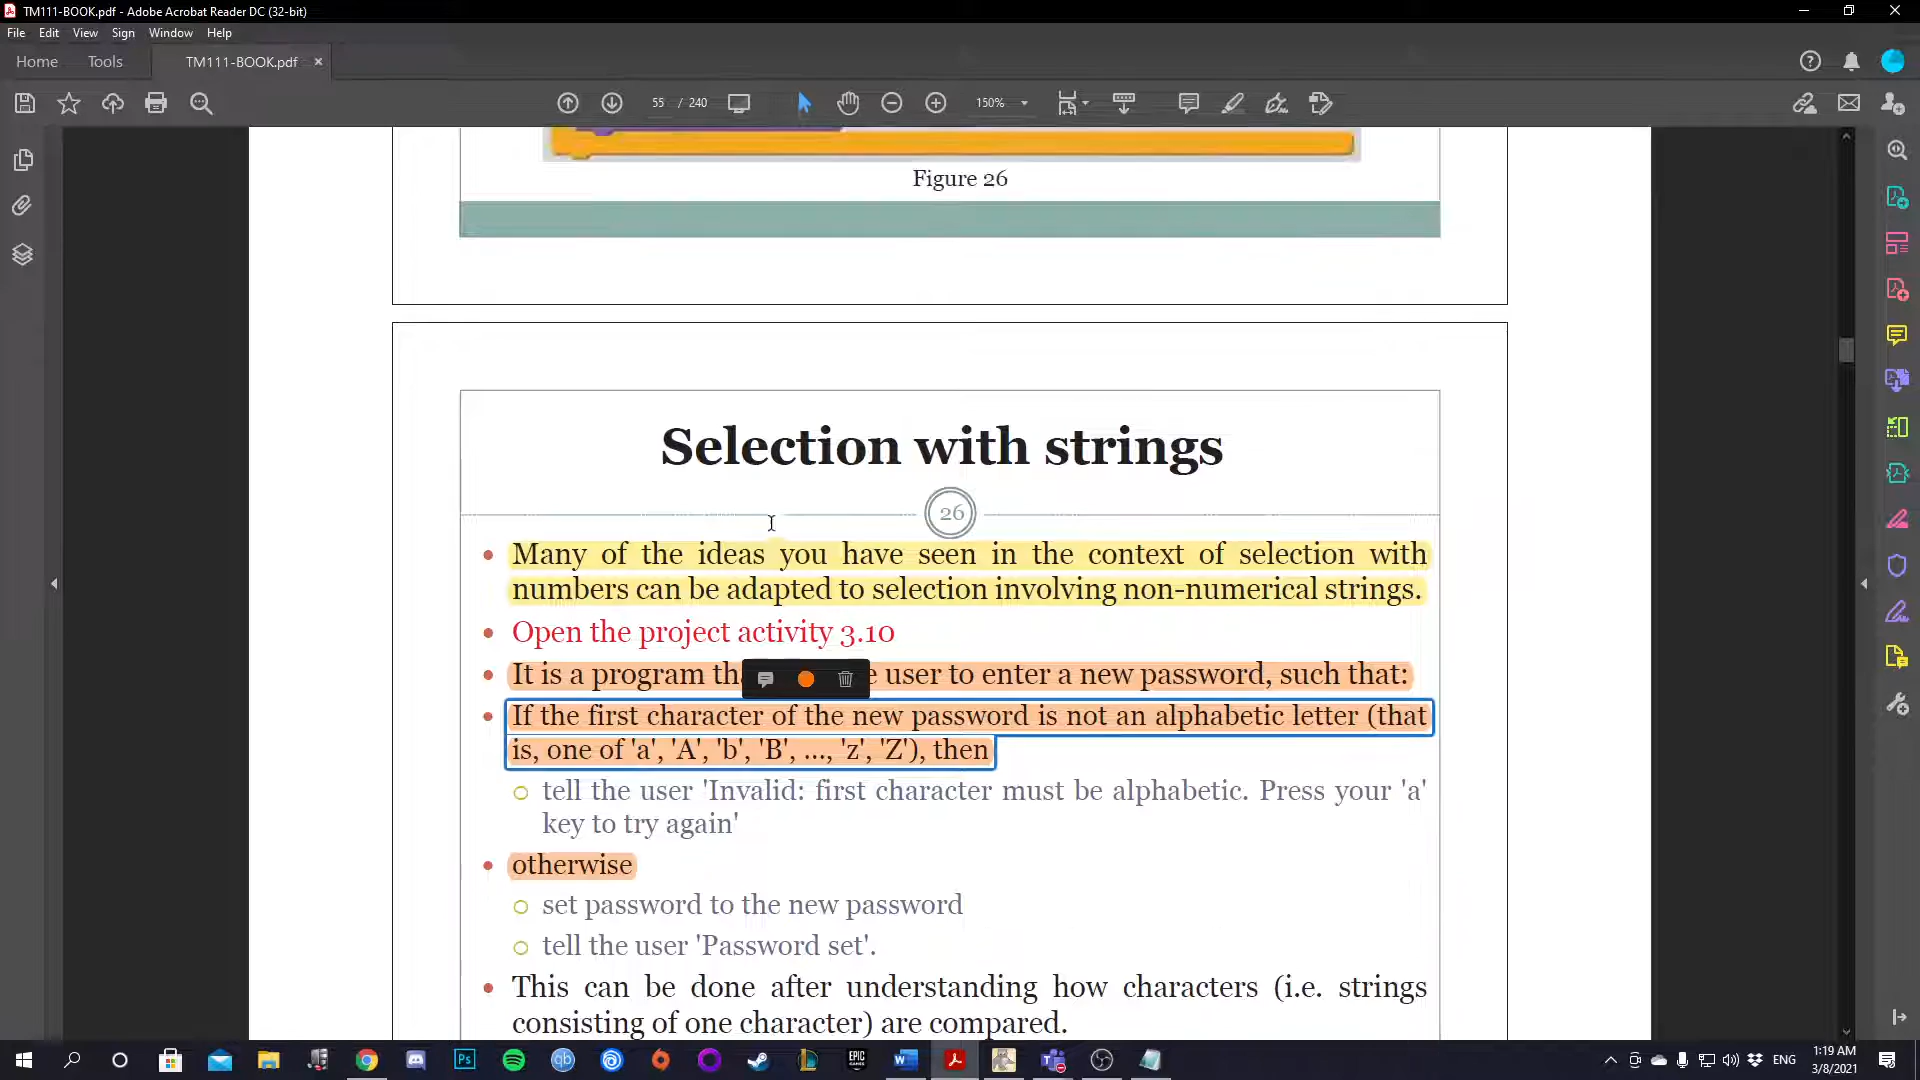 TM111-BOOK.pdf - Adobe Acrobat Reader DC (32-bit)
File Edit View Sign Window Help
Home Tools TM111-BOOK.pdf
55 / 240 150%
Figure 26
Selection with strings
26
Many of the ideas you have seen in the context of selection with
numbers can be adapted to selection involving non-numerical strings.
Open the project activity 3.10
It is a program user to enter a new password, such that:
If the first character of the new password is not an alphabetic letter (that
is, one of 'a', 'A', 'b', 'B', ..., 'z', 'Z'), then
tell the user 'Invalid: first character must be alphabetic. Press your 'a'
key to try again'
otherwise
set password to the new password
tell the user 'Password set'.
This can be done after understanding how characters (i.e. strings
consisting of one character) are compared.
Ps qb EPIC GAMES ENG 1:19 AM
3/8/2021